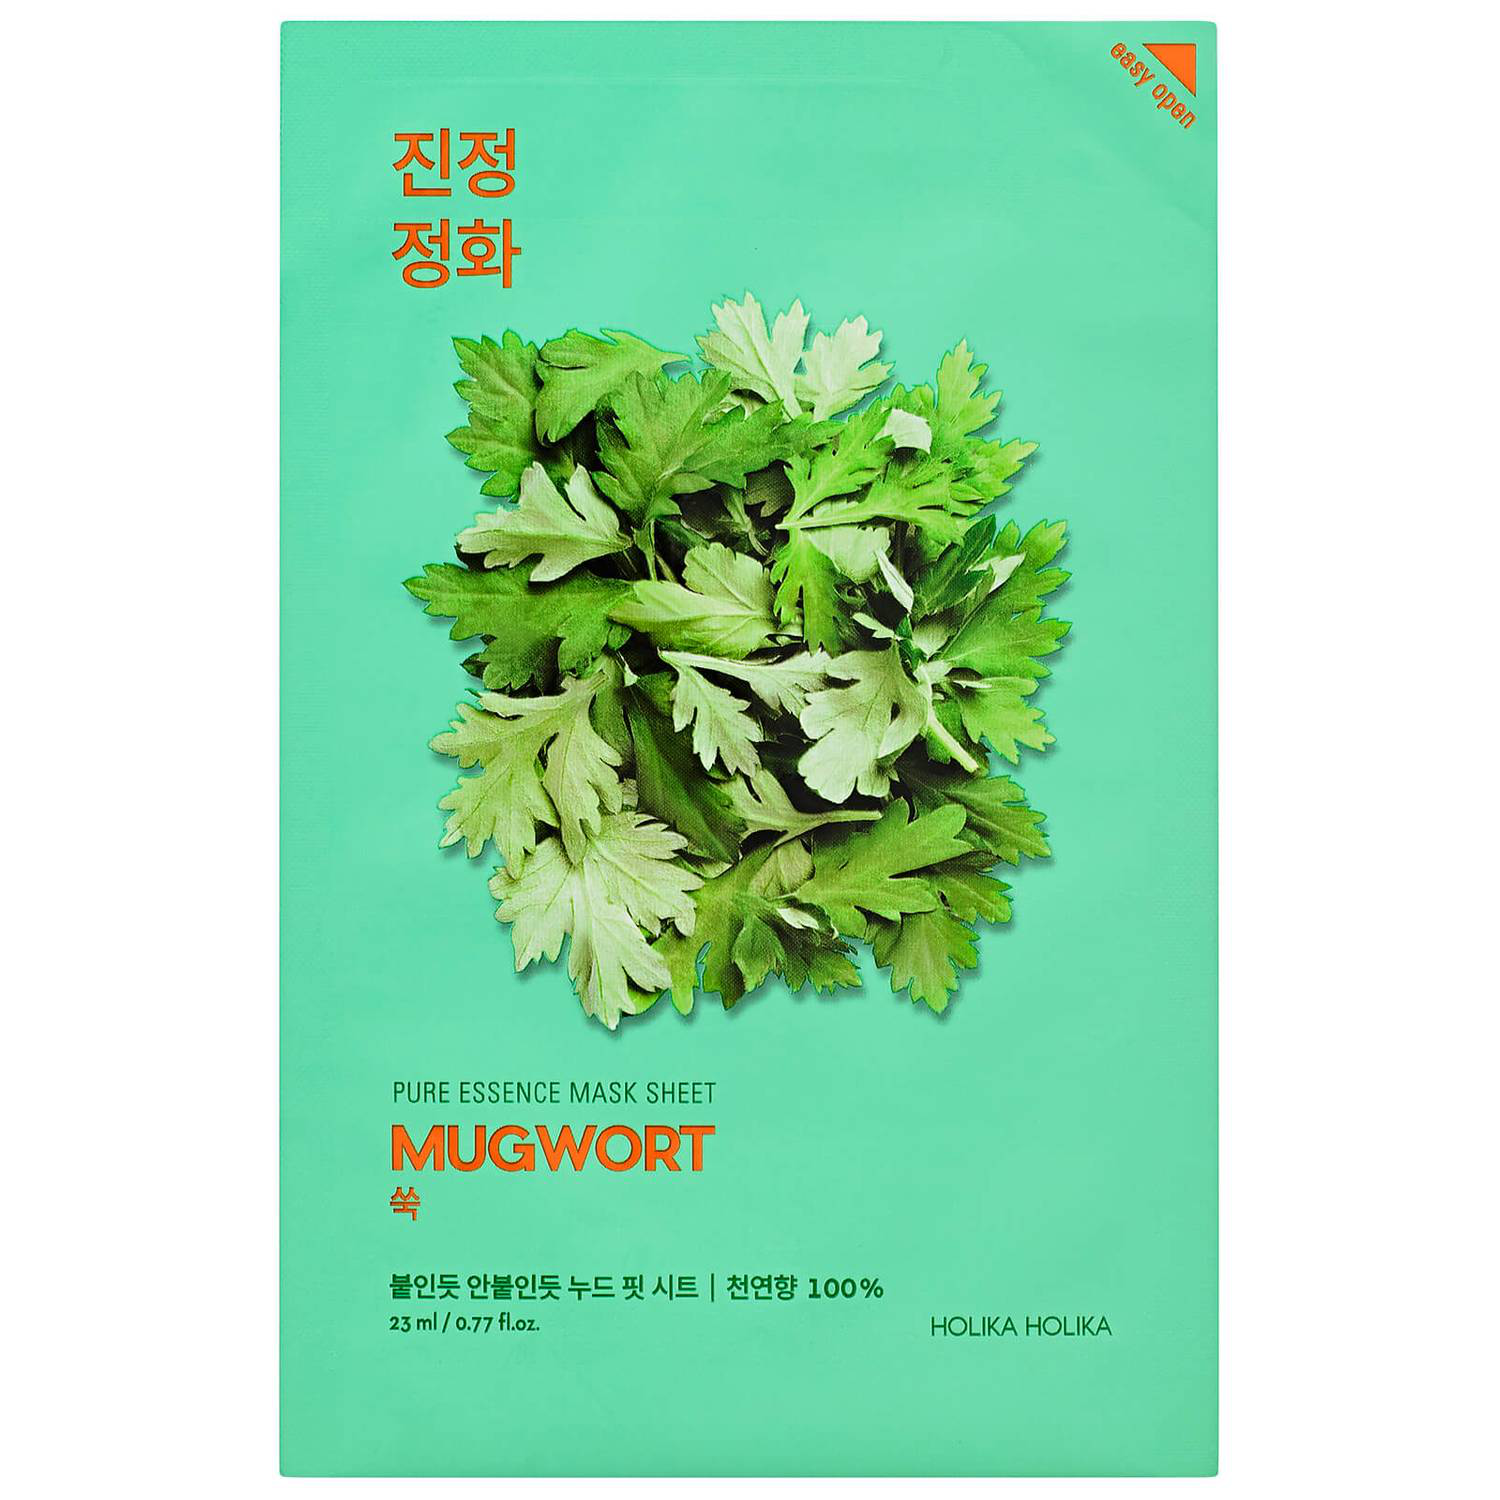 easy open
진정
정화
PURE ESSENCE MASK SHEET
MUGWORT
쑥
붙인듯 안붙인듯 누드 핏 시트 | 천연향 100%
23 ml / 0.77 fl.oz.
HOLIKA HOLIKA